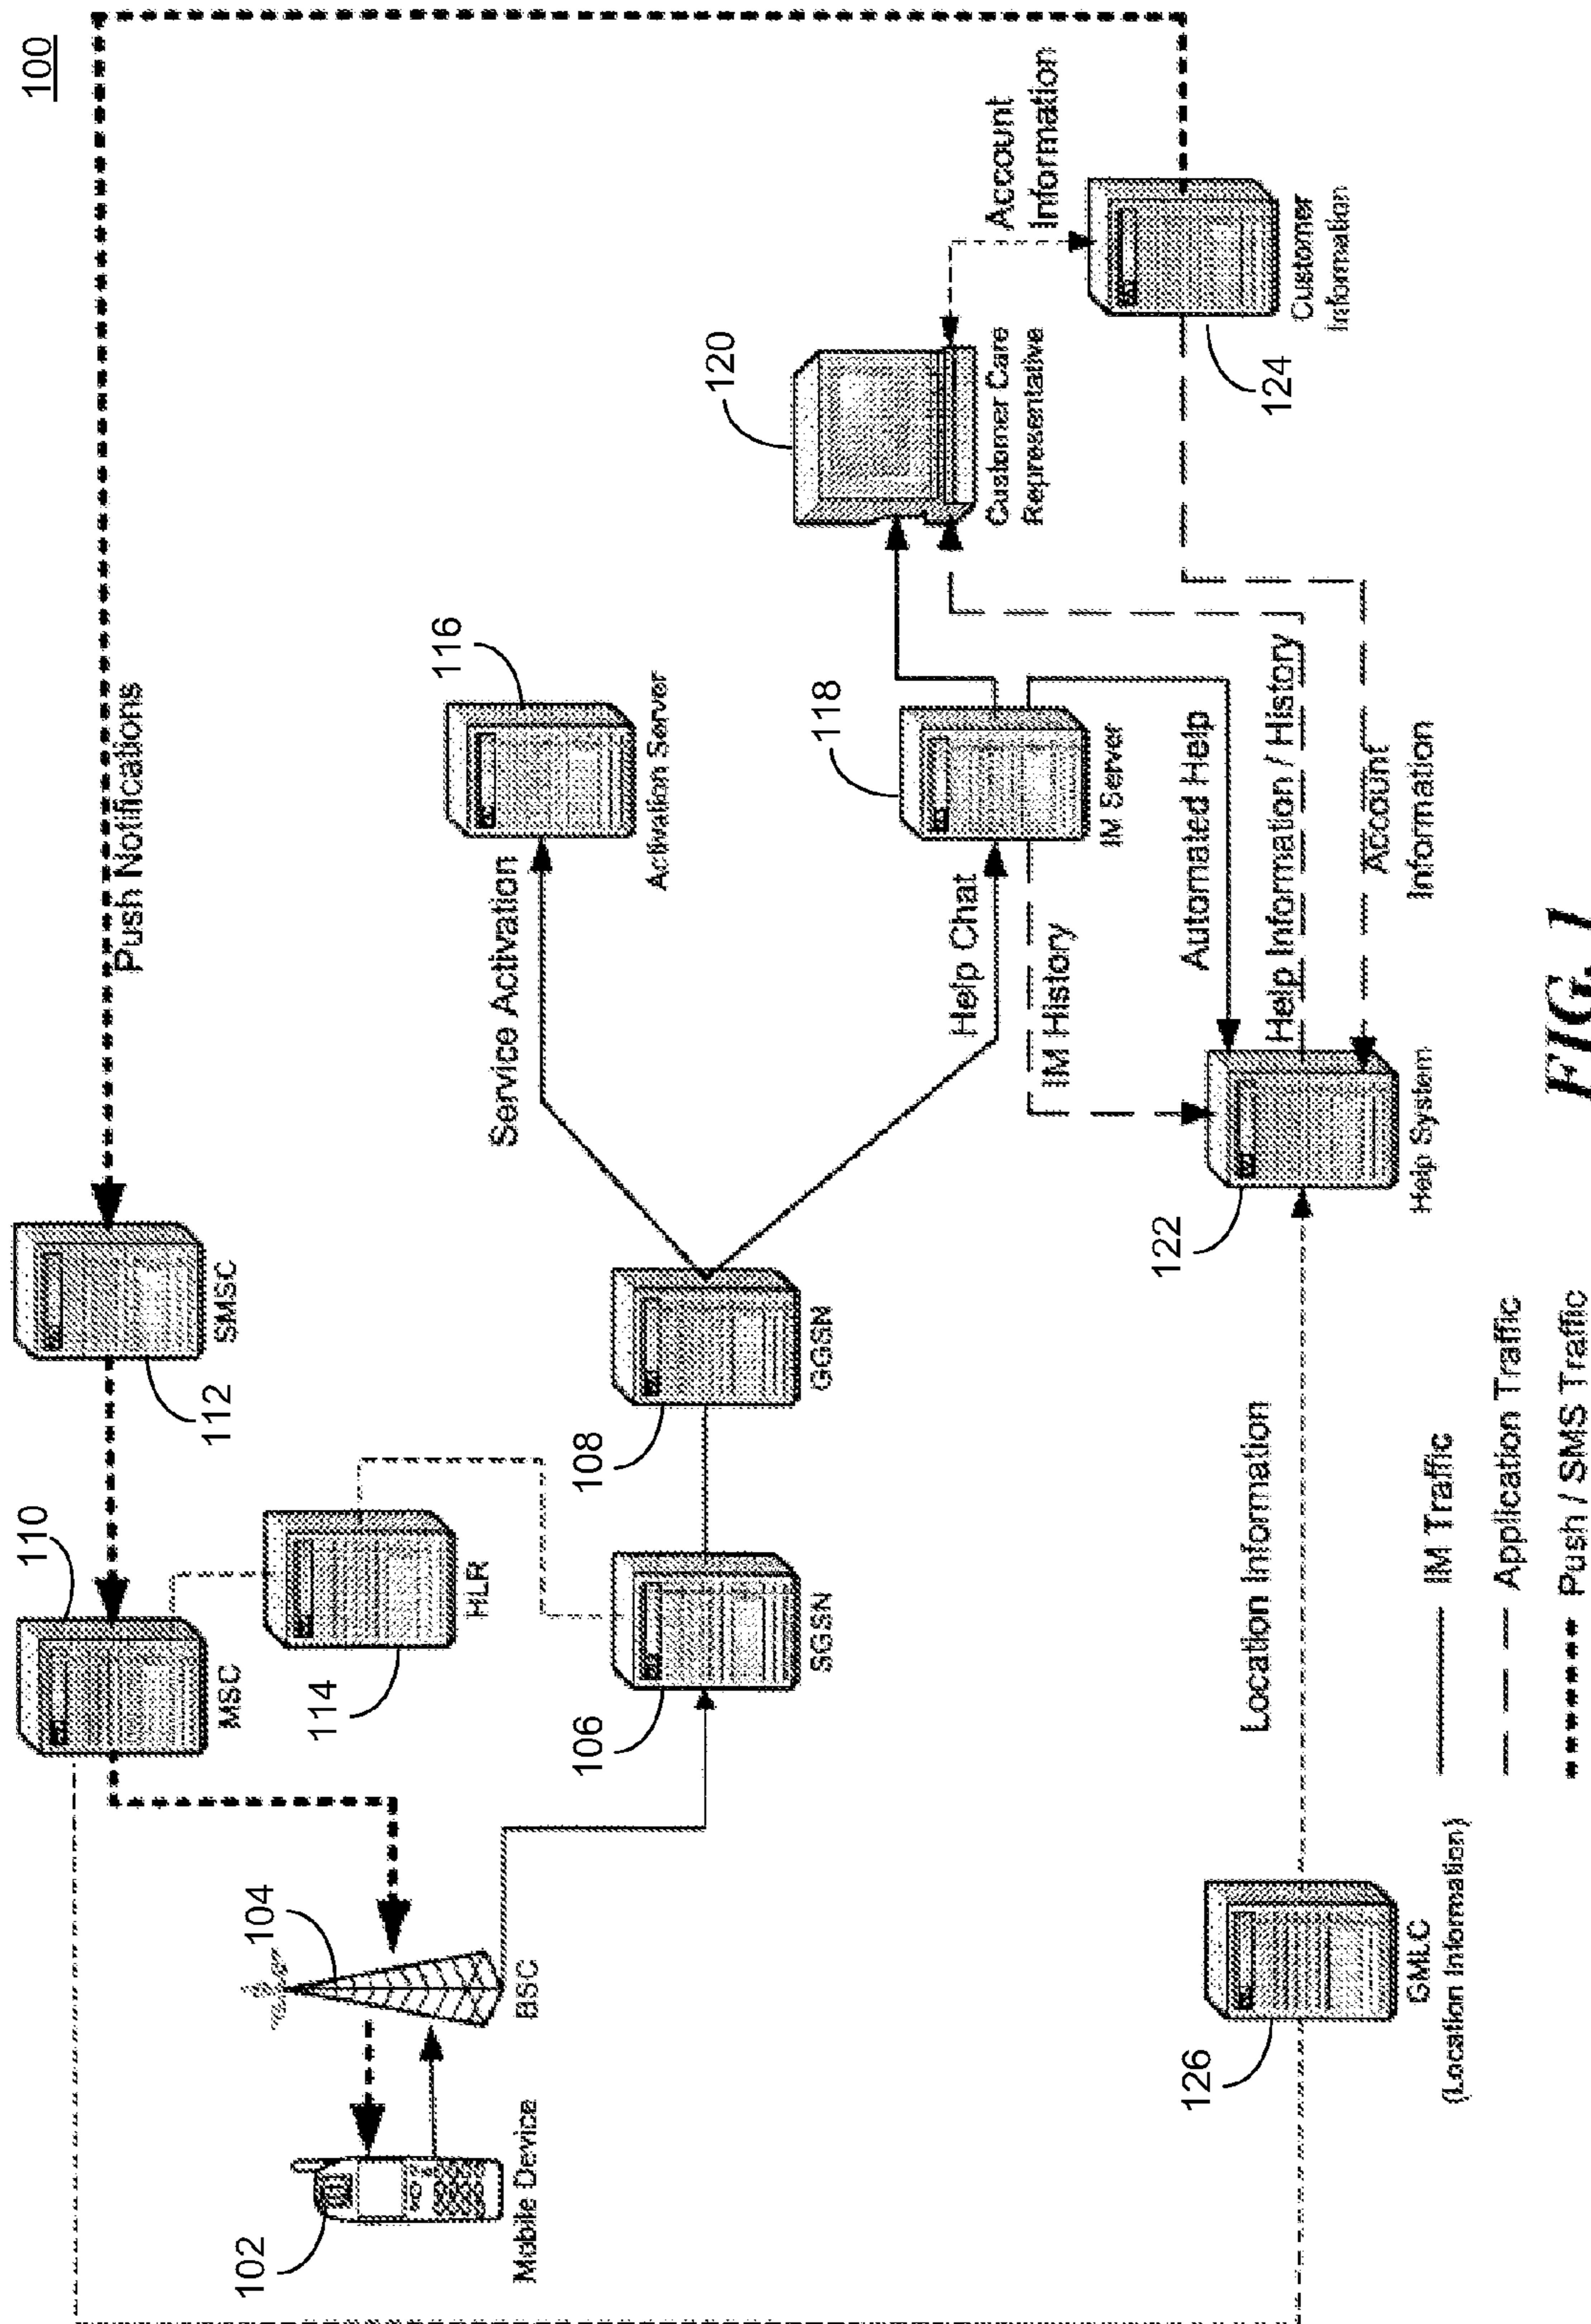 100
Push Notifications
110
MSC
112
SMSC
114
HLR
104
BSC
102
Mobile Device
106
SGSN
108
GGSN
Service Activation
116
Activation Server
Help Chat
118
IM Server
IM History
120
Customer Care
Representative
Account
Information
124
Customer
Information
Automated Help
Help Information / History
Account
Information
122
Help System
Location Information
126
GMLC
(Location Information)
IM Traffic
Application Traffic
Push / SMS Traffic
FIG. 1